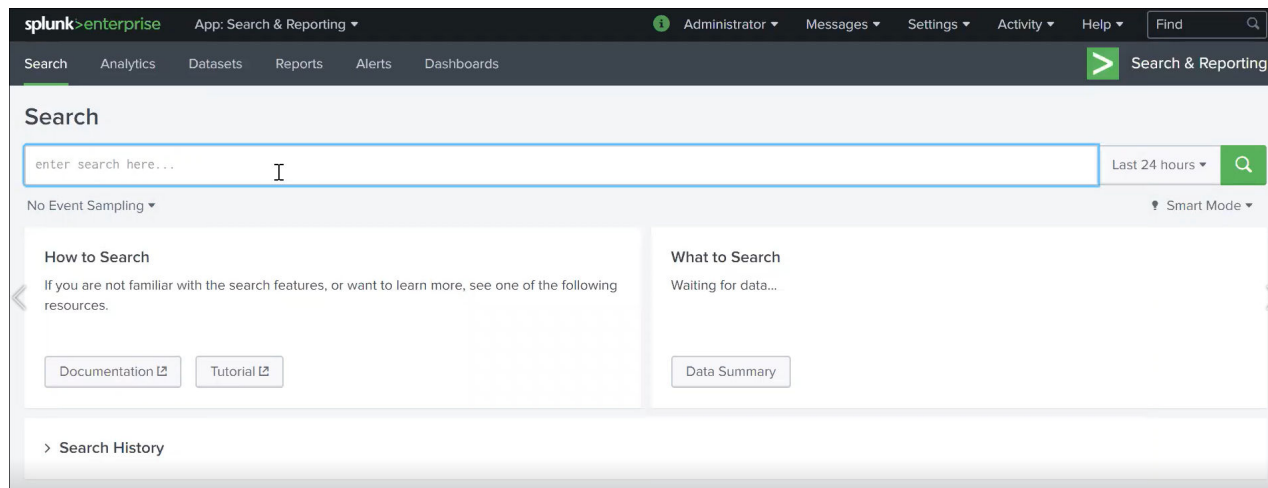 splunk>enterprise App: Search & Reporting ▾ i Administrator ▾ Messages ▾ Settings ▾ Activity ▾ Help ▾ Find
Search Analytics Datasets Reports Alerts Dashboards > Search & Reporting
Search
enter search here... Last 24 hours ▾
No Event Sampling ▾ Smart Mode ▾
How to Search
If you are not familiar with the search features, or want to learn more, see one of the following
resources.
Documentation Tutorial
What to Search
Waiting for data...
Data Summary
> Search History